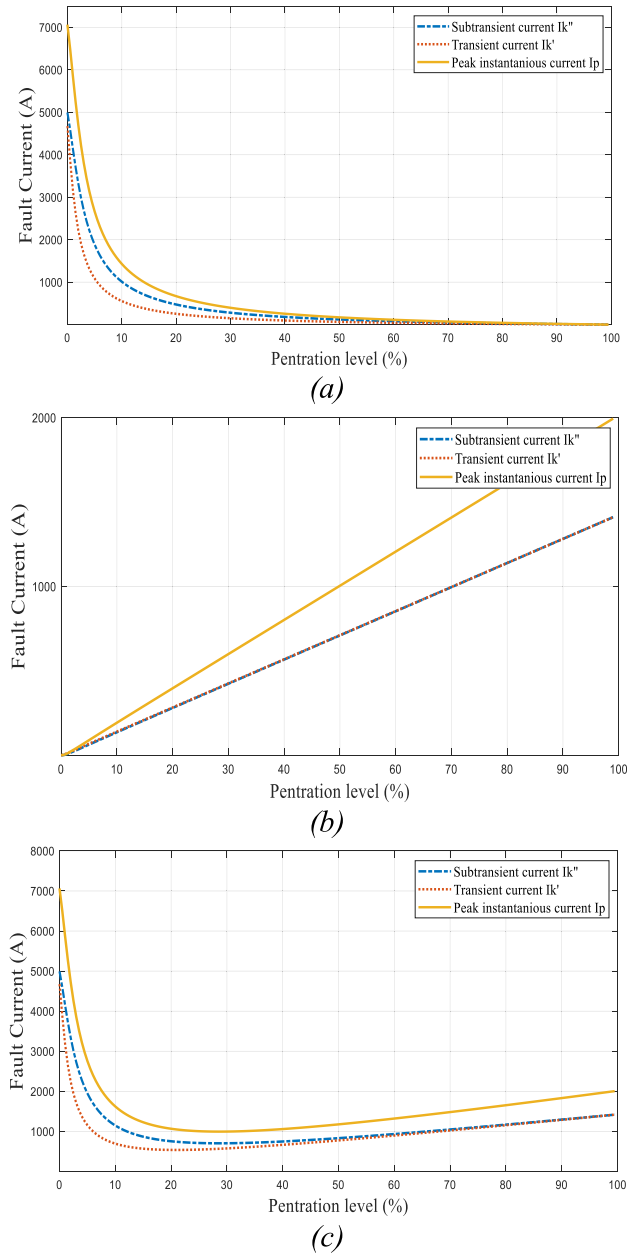 7000
6000
5000
4000
3000
2000
1000
Fault Current (A)
Subtransient current Ik"
Transient current Ik'
Peak instantanious current Ip
0 10 20 30 40 50 60 70 80 90 100
Pentration level (%)
(a)
2000
1000
Fault Current (A)
Subtransient current Ik"
Transient current Ik'
Peak instantanious current Ip
0 10 20 30 40 50 60 70 80 90 100
Pentration level (%)
(b)
8000
7000
6000
5000
4000
3000
2000
1000
Fault Current (A)
Subtransient current Ik"
Transient current Ik'
Peak instantanious current Ip
0 10 20 30 40 50 60 70 80 90 100
Pentration level (%)
(c)